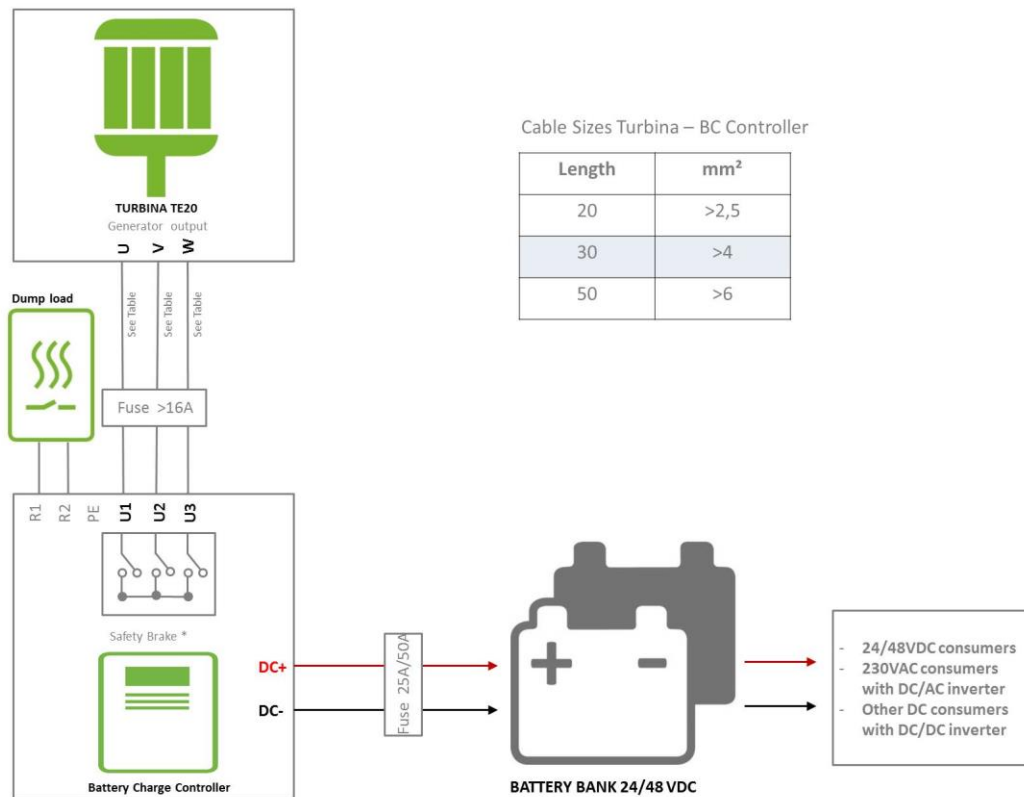 TURBINA TE20
Generator output
U V W
Cable Sizes Turbina – BC Controller
Length mm²
20 >2,5
30 >4
50 >6
Dump load
See Table
See Table
See Table
Fuse >16A
R1 R2 PE U1 U2 U3
Safety Brake *
DC+
DC-
Battery Charge Controller
Fuse 25A/50A
BATTERY BANK 24/48 VDC
- 24/48VDC consumers
- 230VAC consumers
with DC/AC inverter
- Other DC consumers
with DC/DC inverter